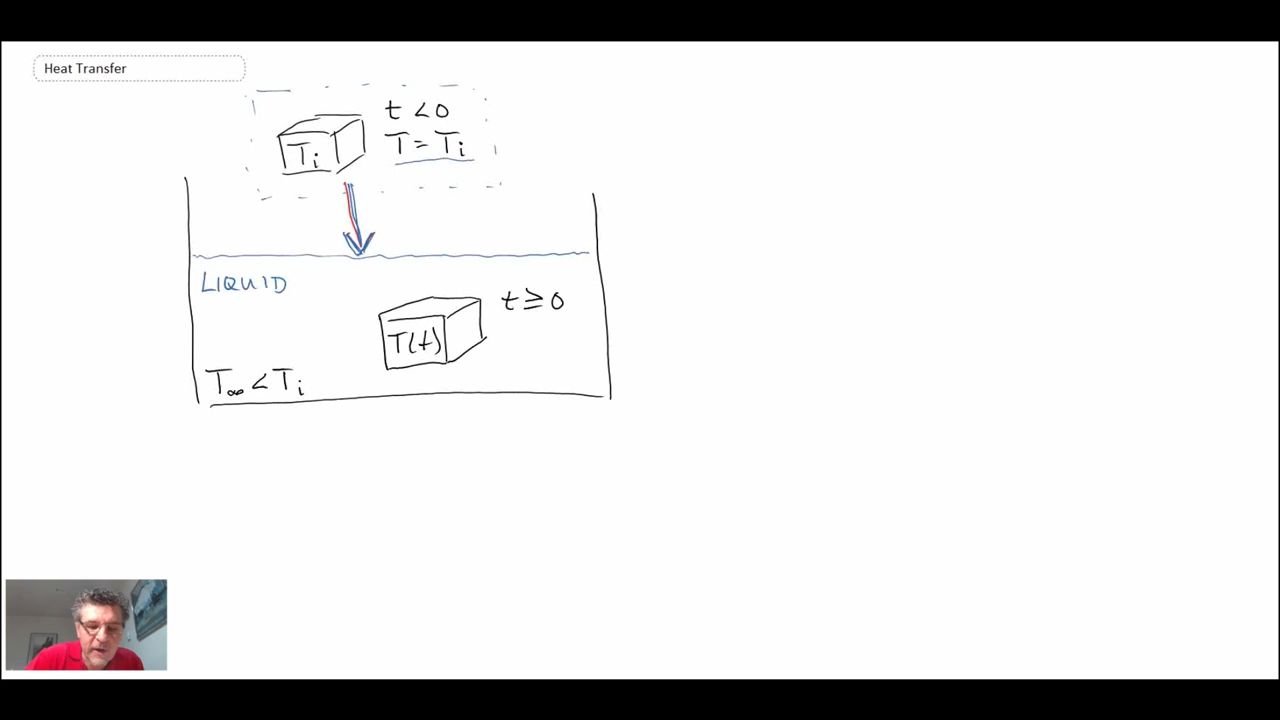 Heat Transfer
t < 0
T = Ti
Ti
LIQUID
t ≥ 0
T(t)
T∞ < Ti